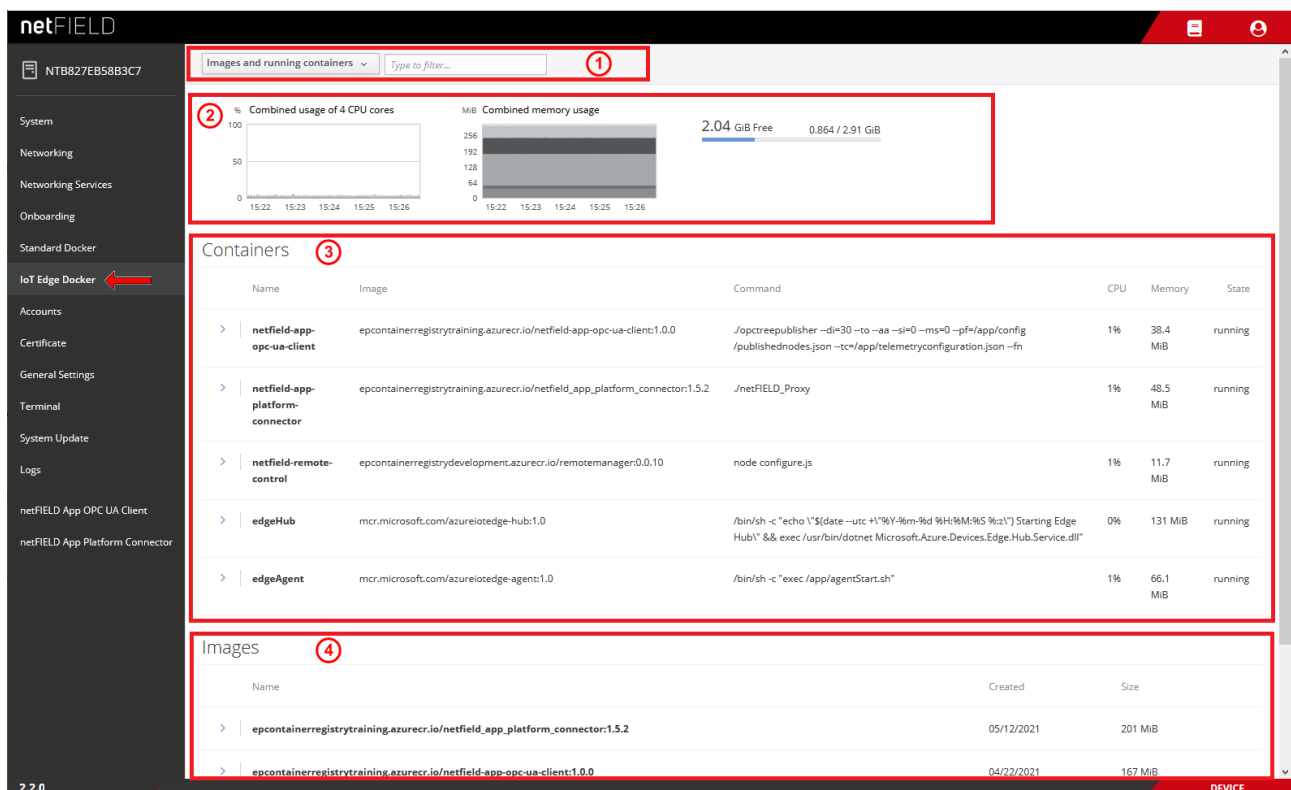 netFIELD
NTB827EB58B3C7
System
Networking
Networking Services
Onboarding
Standard Docker
IoT Edge Docker
Accounts
Certificate
General Settings
Terminal
System Update
Logs
netFIELD App OPC UA Client
netFIELD App Platform Connector
2.2.0
Images and running containers
Type to filter...
1
2
% Combined usage of 4 CPU cores
100
50
0
15:22 15:23 15:24 15:25 15:26
MiB Combined memory usage
256
192
128
64
0
15:22 15:23 15:24 15:25 15:26
2.04 GiB Free 0.864 / 2.91 GiB
Containers 3
Name Image Command CPU Memory State
netfield-app- epcontainerregistrytraining.azurecr.io/netfield-app-opc-ua-client:1.0.0 ./opctreepublisher --di=30 --to --aa --si=0 --ms=0 --pf=/app/config 1% 38.4 running
opc-ua-client /publishednodes.json --tc=/app/telemetryconfiguration.json --fn MiB
netfield-app- epcontainerregistrytraining.azurecr.io/netfield_app_platform_connector:1.5.2 ./netFIELD_Proxy 1% 48.5 running
platform- MiB
connector
netfield-remote- epcontainerregistrydevelopment.azurecr.io/remotemanager:0.0.10 node configure.js 1% 11.7 running
control MiB
edgeHub mcr.microsoft.com/azureiotedge-hub:1.0 /bin/sh -c "echo \"$(date --utc +\"%Y-%m-%d %H:%M:%S %:z\") Starting Edge 0% 131 MiB running
Hub\" && exec /usr/bin/dotnet Microsoft.Azure.Devices.Edge.Hub.Service.dll"
edgeAgent mcr.microsoft.com/azureiotedge-agent:1.0 /bin/sh -c "exec /app/agentStart.sh" 1% 66.1 running
MiB
Images 4
Name Created Size
epcontainerregistrytraining.azurecr.io/netfield_app_platform_connector:1.5.2 05/12/2021 201 MiB
epcontainerregistrytraining.azurecr.io/netfield-app-opc-ua-client:1.0.0 04/22/2021 167 MiB
DEVICE